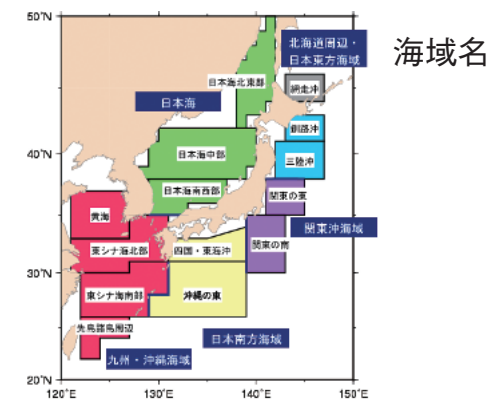 50°N
北海道周辺・
日本東方海域
海域名
日本海北東部
網走沖
日本海
釧路沖
40°N
日本海中部
三陸沖
日本海南西部
関東の東
黄海
関東沖海域
東シナ海北部
四国・東海沖
関東の南
30°N
東シナ海南部
沖縄の東
先島諸島周辺
日本南方海域
九州・沖縄海域
20°N
120°E
130°E
140°E
150°E